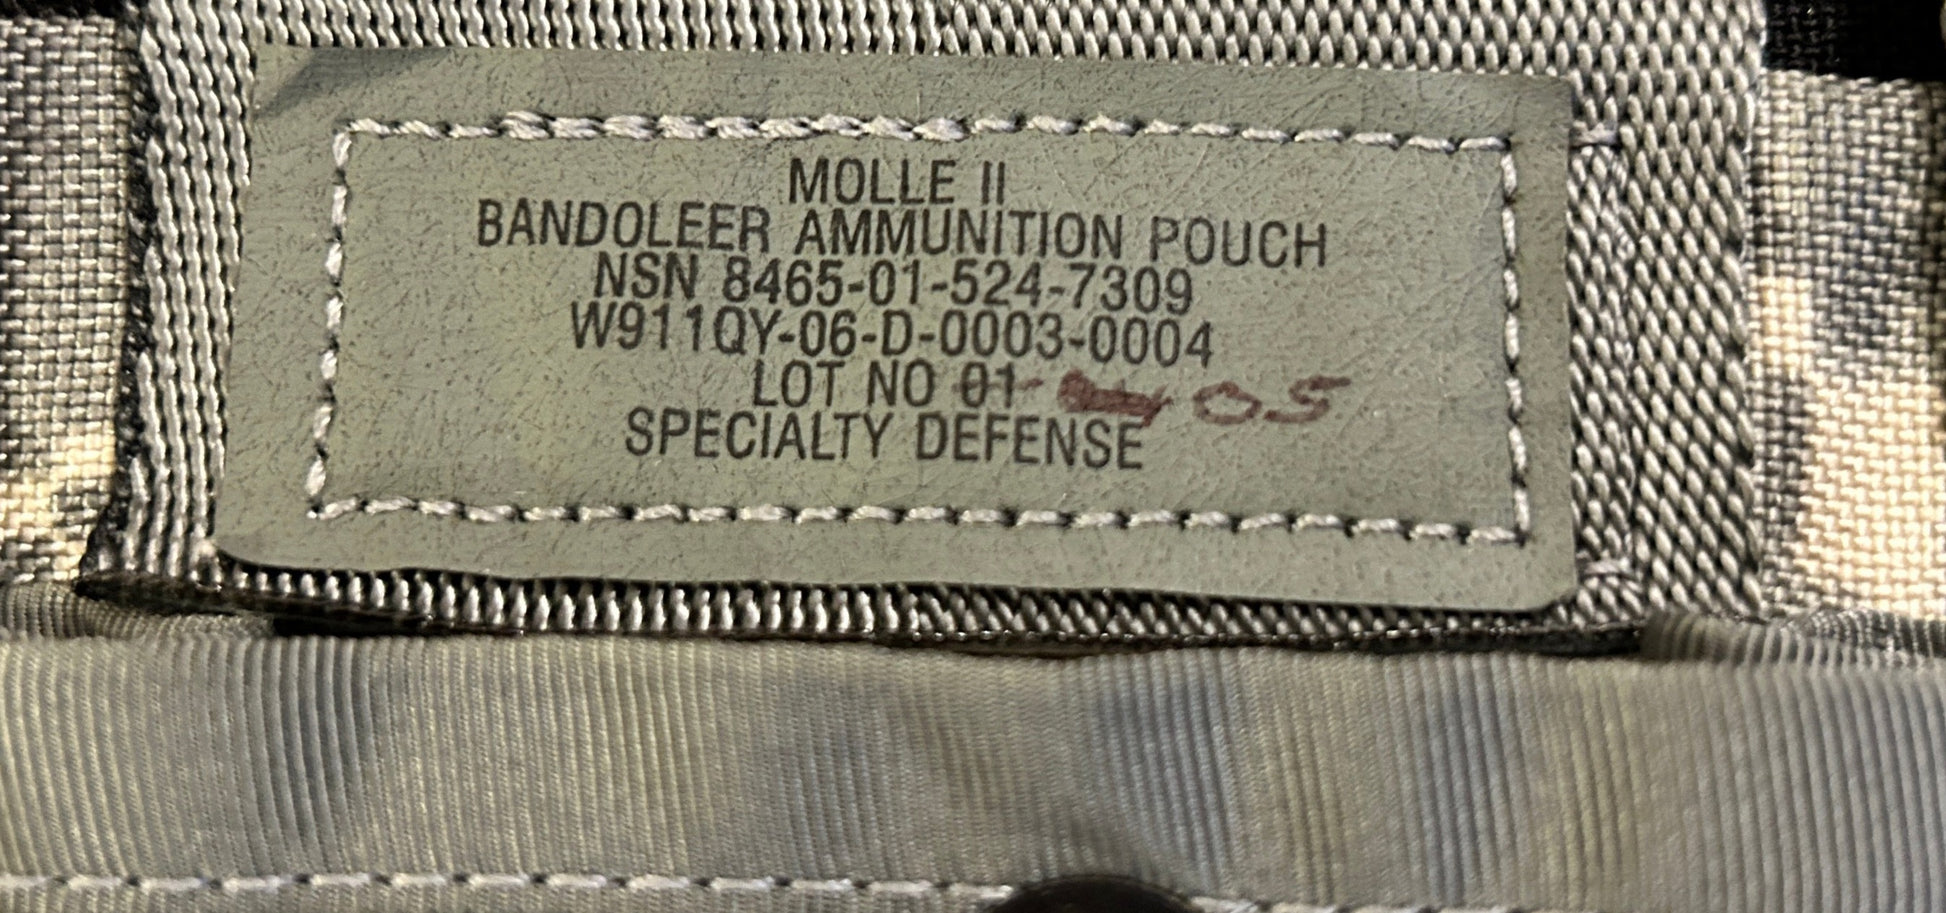 MOLLE II
BANDOLEER AMMUNITION POUCH
NSN 8465-01-524-7309
W911QY-06-D-0003-0004
LOT NO 01 05
SPECIALTY DEFENSE